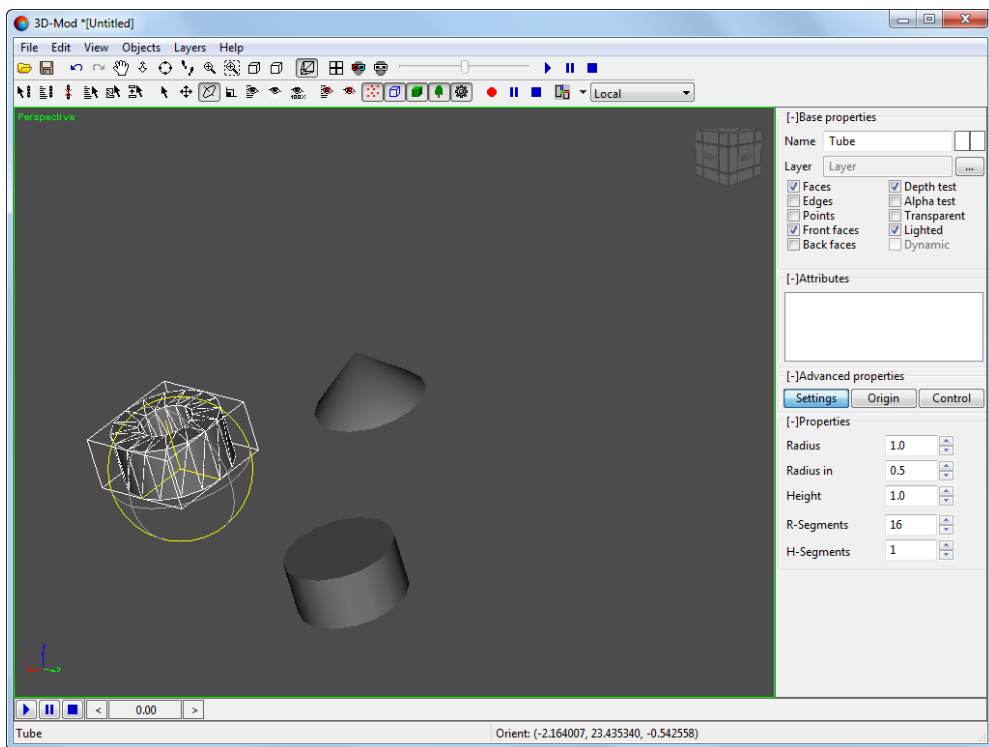 3D-Mod *[Untitled]
File Edit View Objects Layers Help
100%
Local
Perspective
z
y
[-]Base properties
Name Tube
Layer Layer ...
Faces Depth test
Edges Alpha test
Points Transparent
Front faces Lighted
Back faces Dynamic
[-]Attributes
[-]Advanced properties
Settings Origin Control
[-]Properties
Radius 1.0
Radius in 0.5
Height 1.0
R-Segments 16
H-Segments 1
< 0.00 >
Tube Orient: (-2.164007, 23.435340, -0.542558)